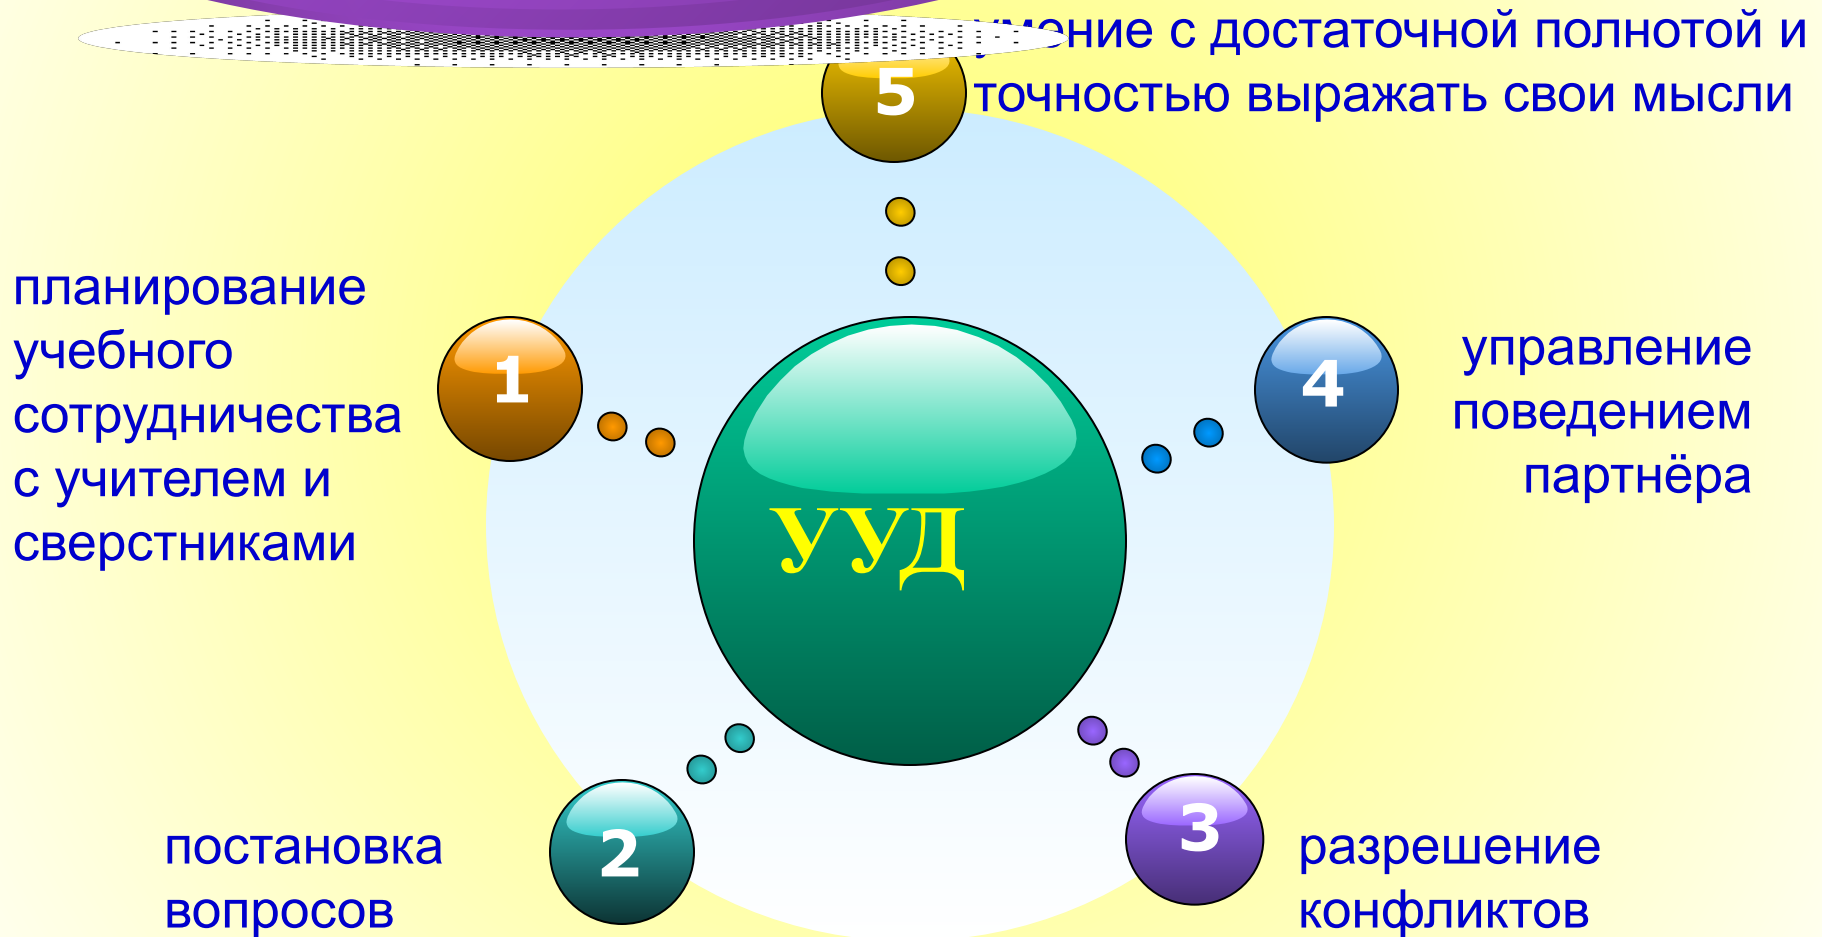 умение с достаточной полнотой и
точностью выражать свои мысли
5
планирование
учебного
сотрудничества
с учителем и
сверстниками
1
4
управление
поведением
партнёра
УУД
2
постановка
вопросов
3
разрешение
конфликтов